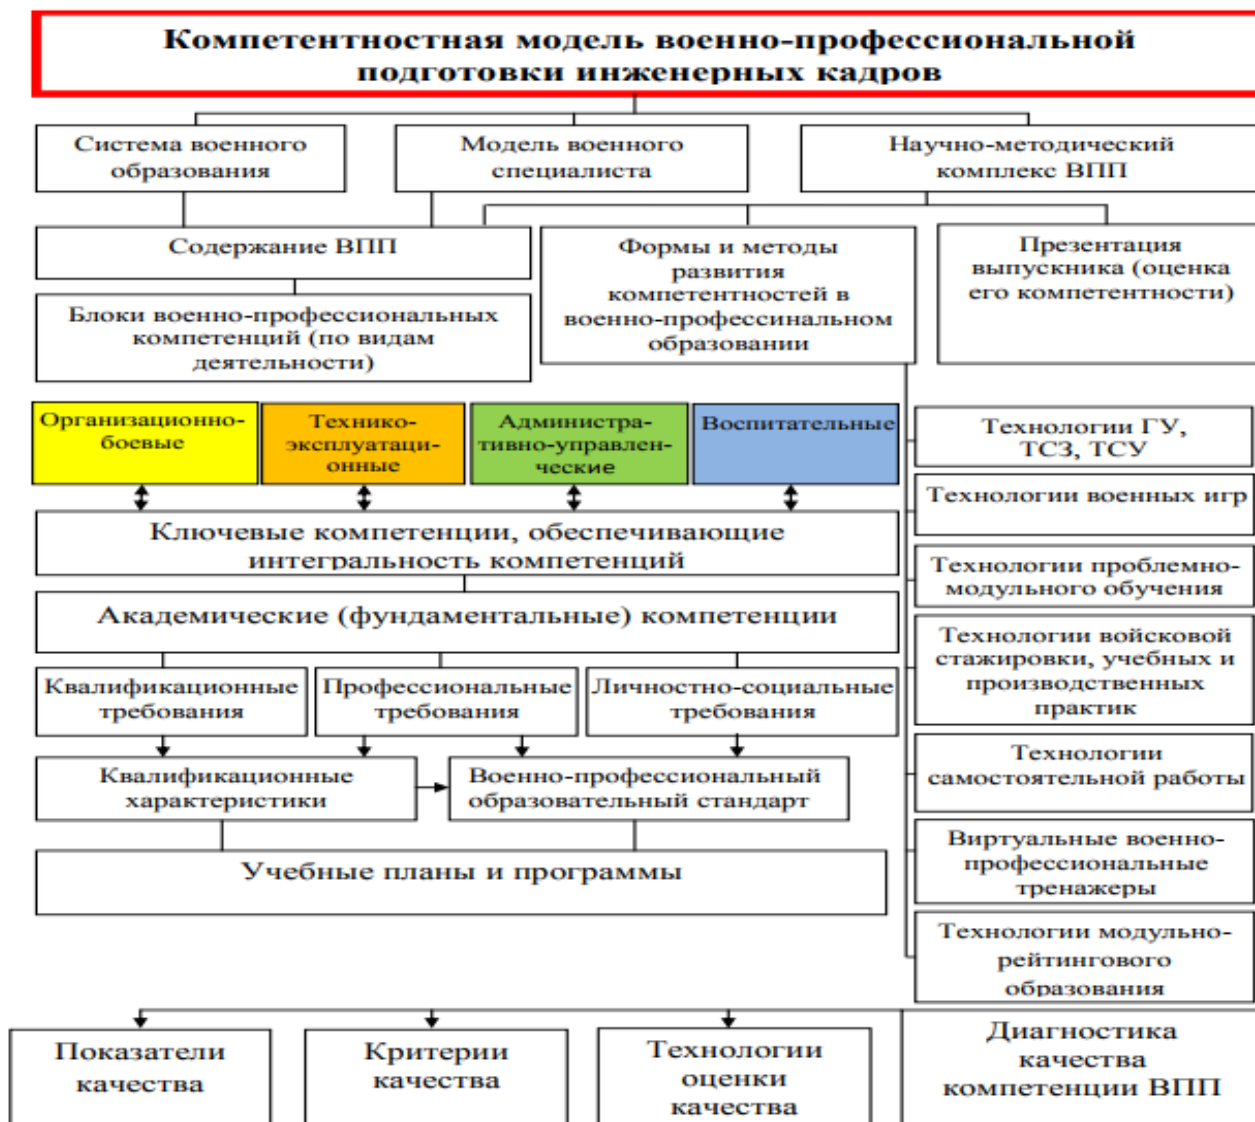 Компетентностная модель военно-профессиональной
подготовки инженерных кадров
Система военного
образования
Модель военного
специалиста
Научно-методический
комплекс ВПП
Содержание ВПП
Формы и методы
развития
компетентностей в
военно-профессинальном
образовании
Презентация
выпускника (оценка
его компетентности)
Блоки военно-профессиональных
компетенций (по видам
деятельности)
Организационно-
боевые
Технико-
эксплуатаци-
онные
Администра-
тивно-управлен-
ческие
Воспитательные
Ключевые компетенции, обеспечивающие
интегральность компетенций
Академические (фундаментальные) компетенции
Квалификационные
требования
Профессиональные
требования
Личностно-социальные
требования
Квалификационные
характеристики
Военно-профессиональный
образовательный стандарт
Учебные планы и программы
Технологии ГУ,
ТСЗ, ТСУ
Технологии военных игр
Технологии проблемно-
модульного обучения
Технологии войсковой
стажировки, учебных и
производственных
практик
Технологии
самостоятельной работы
Виртуальные военно-
профессиональные
тренажеры
Технологии модульно-
рейтингового
образования
Показатели
качества
Критерии
качества
Технологии
оценки
качества
Диагностика
качества
компетенции ВПП